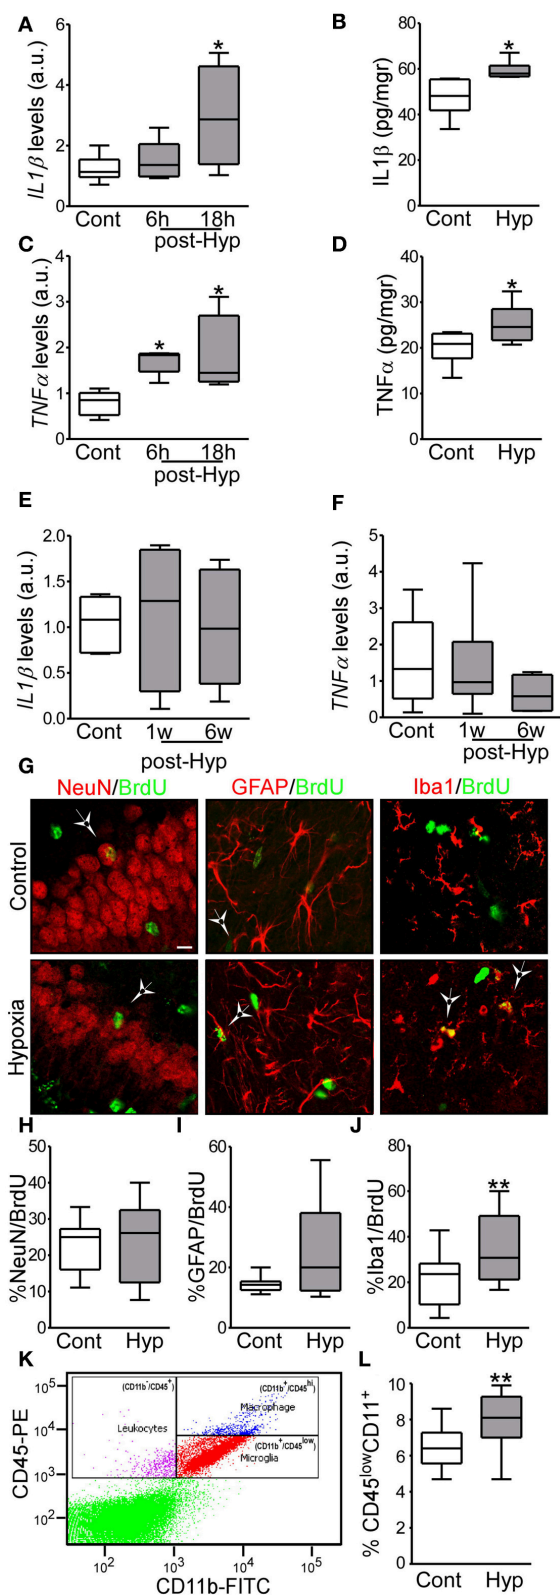 A
B
6
4
2
0
IL1β levels (a.u.)
*
Cont
6h
18h
post-Hyp
80
60
40
20
0
IL1β (pg/mgr)
*
Cont
Hyp
C
D
4
3
2
1
0
TNFα levels (a.u.)
*
*
Cont
6h
18h
post-Hyp
40
30
20
10
0
TNFα (pg/mgr)
*
Cont
Hyp
E
F
2.0
1.5
1.0
0.5
0.0
IL1β levels (a.u.)
Cont
1w
6w
post-Hyp
5
4
3
2
1
0
TNFα levels (a.u.)
Cont
1w
6w
post-Hyp
G
NeuN/BrdU
GFAP/BrdU
Iba1/BrdU
Control
Hypoxia
H
I
J
50
40
30
20
10
0
%NeuN/BrdU
Cont
Hyp
60
40
20
0
%GFAP/BrdU
Cont
Hyp
80
60
40
20
0
%Iba1/BrdU
**
Cont
Hyp
K
L
10⁵
10⁴
10³
10²
CD45-PE
(CD11b⁻/CD45⁺)
Leukocytes
(CD11b⁺/CD45ʰⁱ)
Macrophage
(CD11b⁺/CD45ˡᵒʷ)
Microglia
10²
10³
10⁴
10⁵
CD11b-FITC
10
8
6
4
2
0
% CD45ˡᵒʷCD11⁺
**
Cont
Hyp